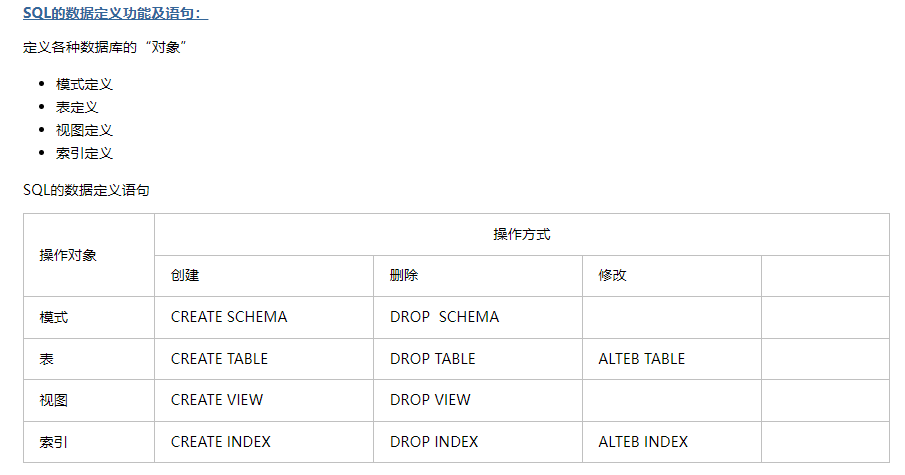 SQL的数据定义功能及语句：
定义各种数据库的“对象”
模式定义
表定义
视图定义
索引定义
SQL的数据定义语句
操作对象 操作方式
创建 删除 修改
模式 CREATE SCHEMA DROP SCHEMA
表 CREATE TABLE DROP TABLE ALTEB TABLE
视图 CREATE VIEW DROP VIEW
索引 CREATE INDEX DROP INDEX ALTEB INDEX